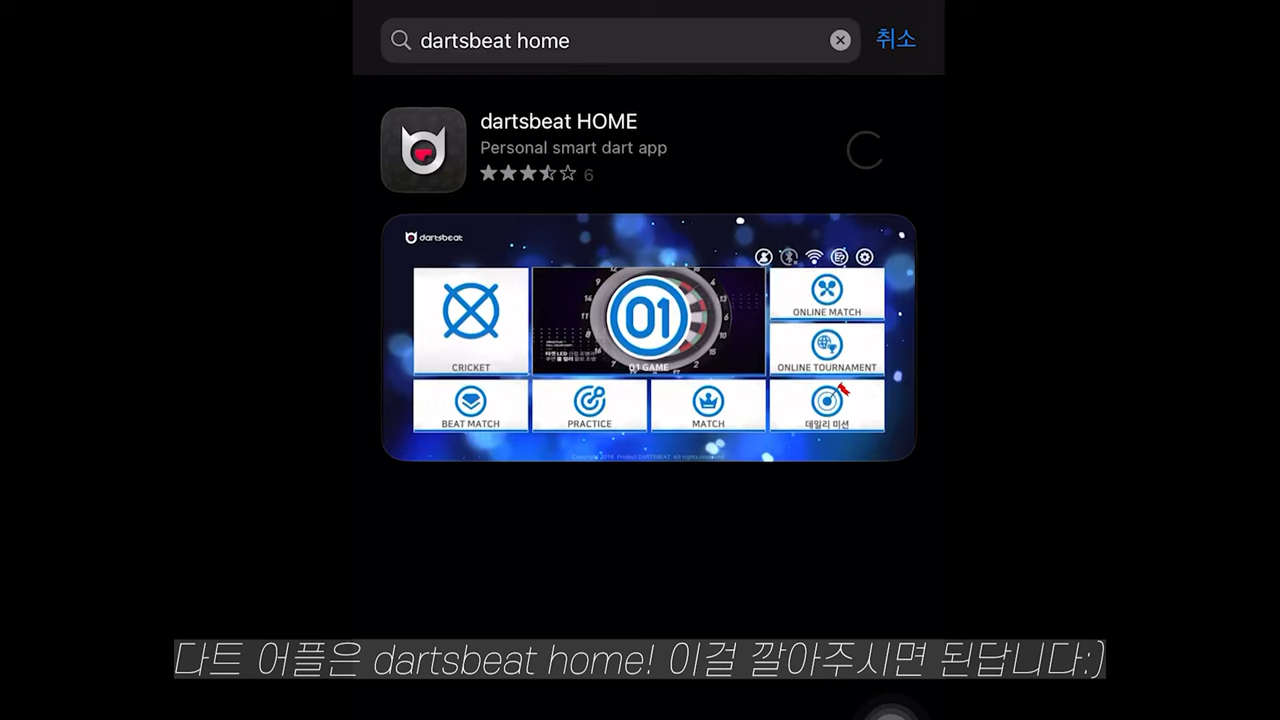 dartsbeat home
취소
dartsbeat HOME
Personal smart dart app
6
dartsbeat
CRICKET
01
01 GAME
ONLINE MATCH
ONLINE TOURNAMENT
BEAT MATCH
PRACTICE
MATCH
데일리 미션
다트 어플은 dartsbeat home! 이걸 깔아주시면 된답니다:)